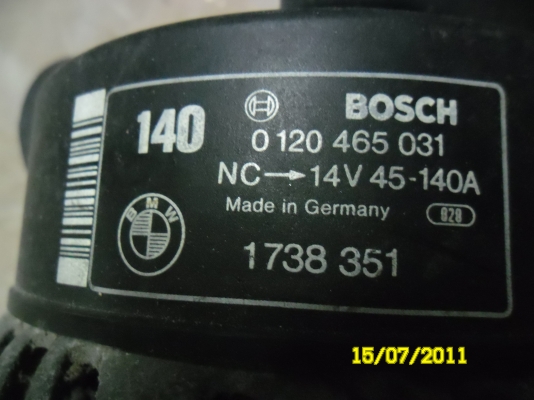 140 BOSCH
0 120 465 031
NC→14V 45-140A
Made in Germany 828
BMW
1738 351
15/07/2011